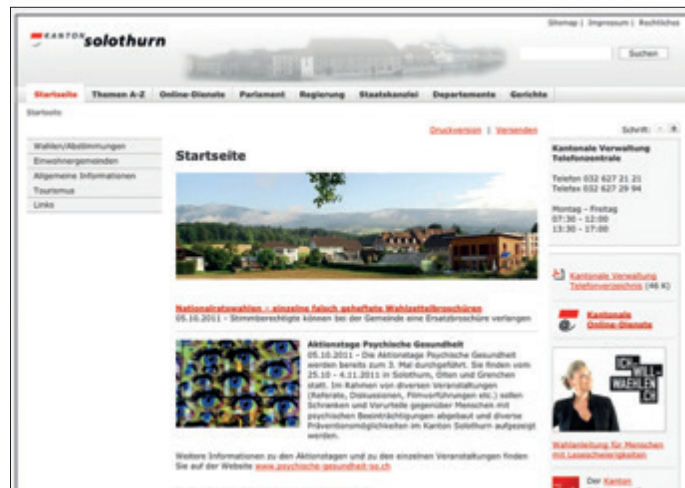 Sitemap | Impressum | Rechtliches
KANTON solothurn
Suchen
Startseite Themen A-Z Online-Dienste Parlament Regierung Staatskanzlei Departemente Gerichte
Startseite
Druckversion | Versenden
Schrift:
Wahlen/Abstimmungen
Einwohnergemeinden
Allgemeine Informationen
Tourismus
Links
Startseite
Nationalratswahlen - einzelne falsch geheftete Wahlzettelbroschüren
05.10.2011 - Stimmberechtigte können bei der Gemeinde eine Ersatzbroschüre verlangen
Aktionstage Psychische Gesundheit
05.10.2011 - Die Aktionstage Psychische Gesundheit
werden bereits zum 3. Mal durchgeführt. Sie finden vom
25.10 - 4.11.2011 in Solothurn, Olten und Grenchen
statt. Im Rahmen von diversen Veranstaltungen
(Referate, Diskussionen, Filmvorführungen etc.) sollen
Schranken und Vorurteile gegenüber Menschen mit
psychischen Beeinträchtigungen abgebaut und diverse
Präventionsmöglichkeiten im Kanton Solothurn aufgezeigt
werden.
Weitere Informationen zu den Aktionstagen und zu den einzelnen Veranstaltungen finden
Sie auf der Website www.psychische-gesundheit-so.ch
Kantonale Verwaltung
Telefonzentrale
Telefon 032 627 21 21
Telefax 032 627 29 94
Montag - Freitag
07:30 - 12:00
13:30 - 17:00
Kantonale Verwaltung
Telefonverzeichnis (46 K)
Kantonale
Online-Dienste
ICH-
WILL-
WAEHLEN
.CH
Wahlanleitung für Menschen
mit Leseschwierigkeiten
Der Kanton